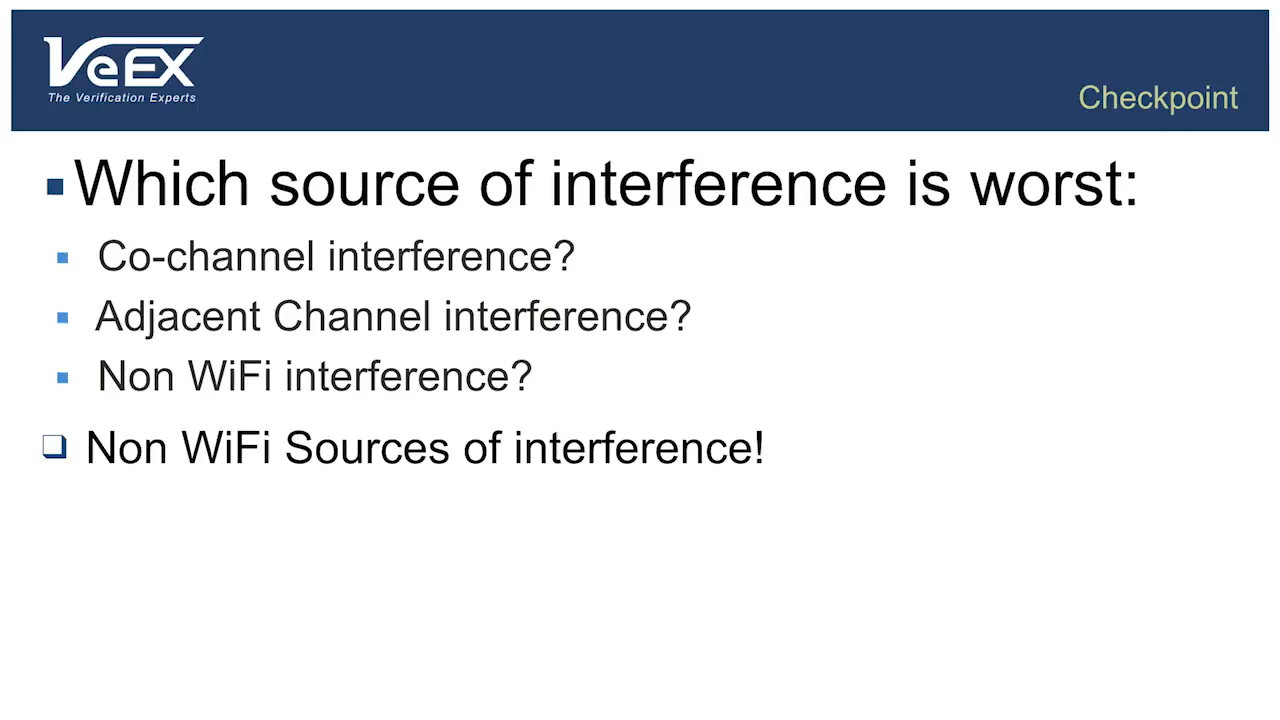 VeEX
The Verification Experts
Checkpoint
Which source of interference is worst:
Co-channel interference?
Adjacent Channel interference?
Non WiFi interference?
Non WiFi Sources of interference!